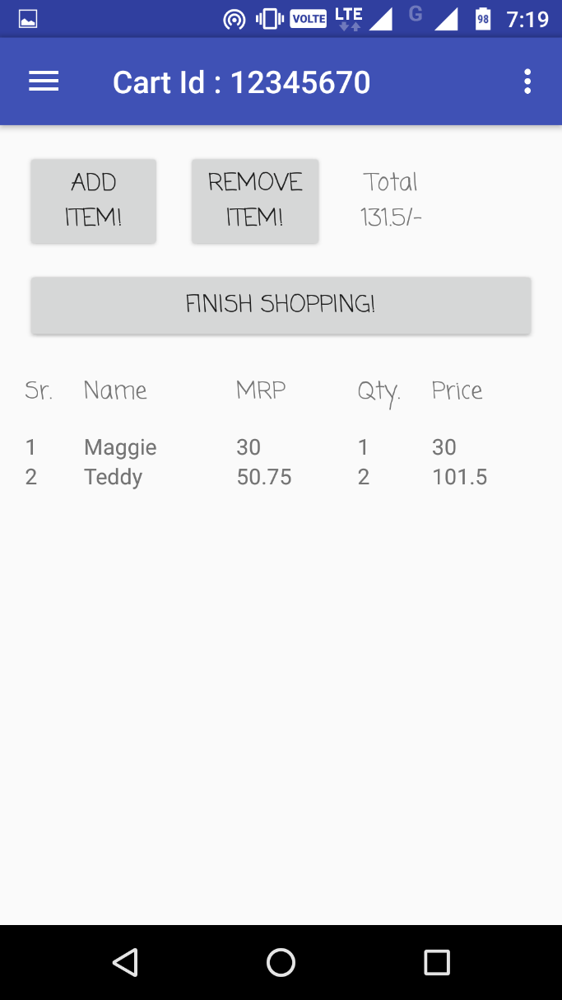 VOLTE LTE G 98 7:19
Cart Id : 12345670
ADD ITEM!
REMOVE ITEM!
Total
131.5/-
FINISH SHOPPING!
Sr. Name MRP Qty. Price
1 Maggie 30 1 30
2 Teddy 50.75 2 101.5